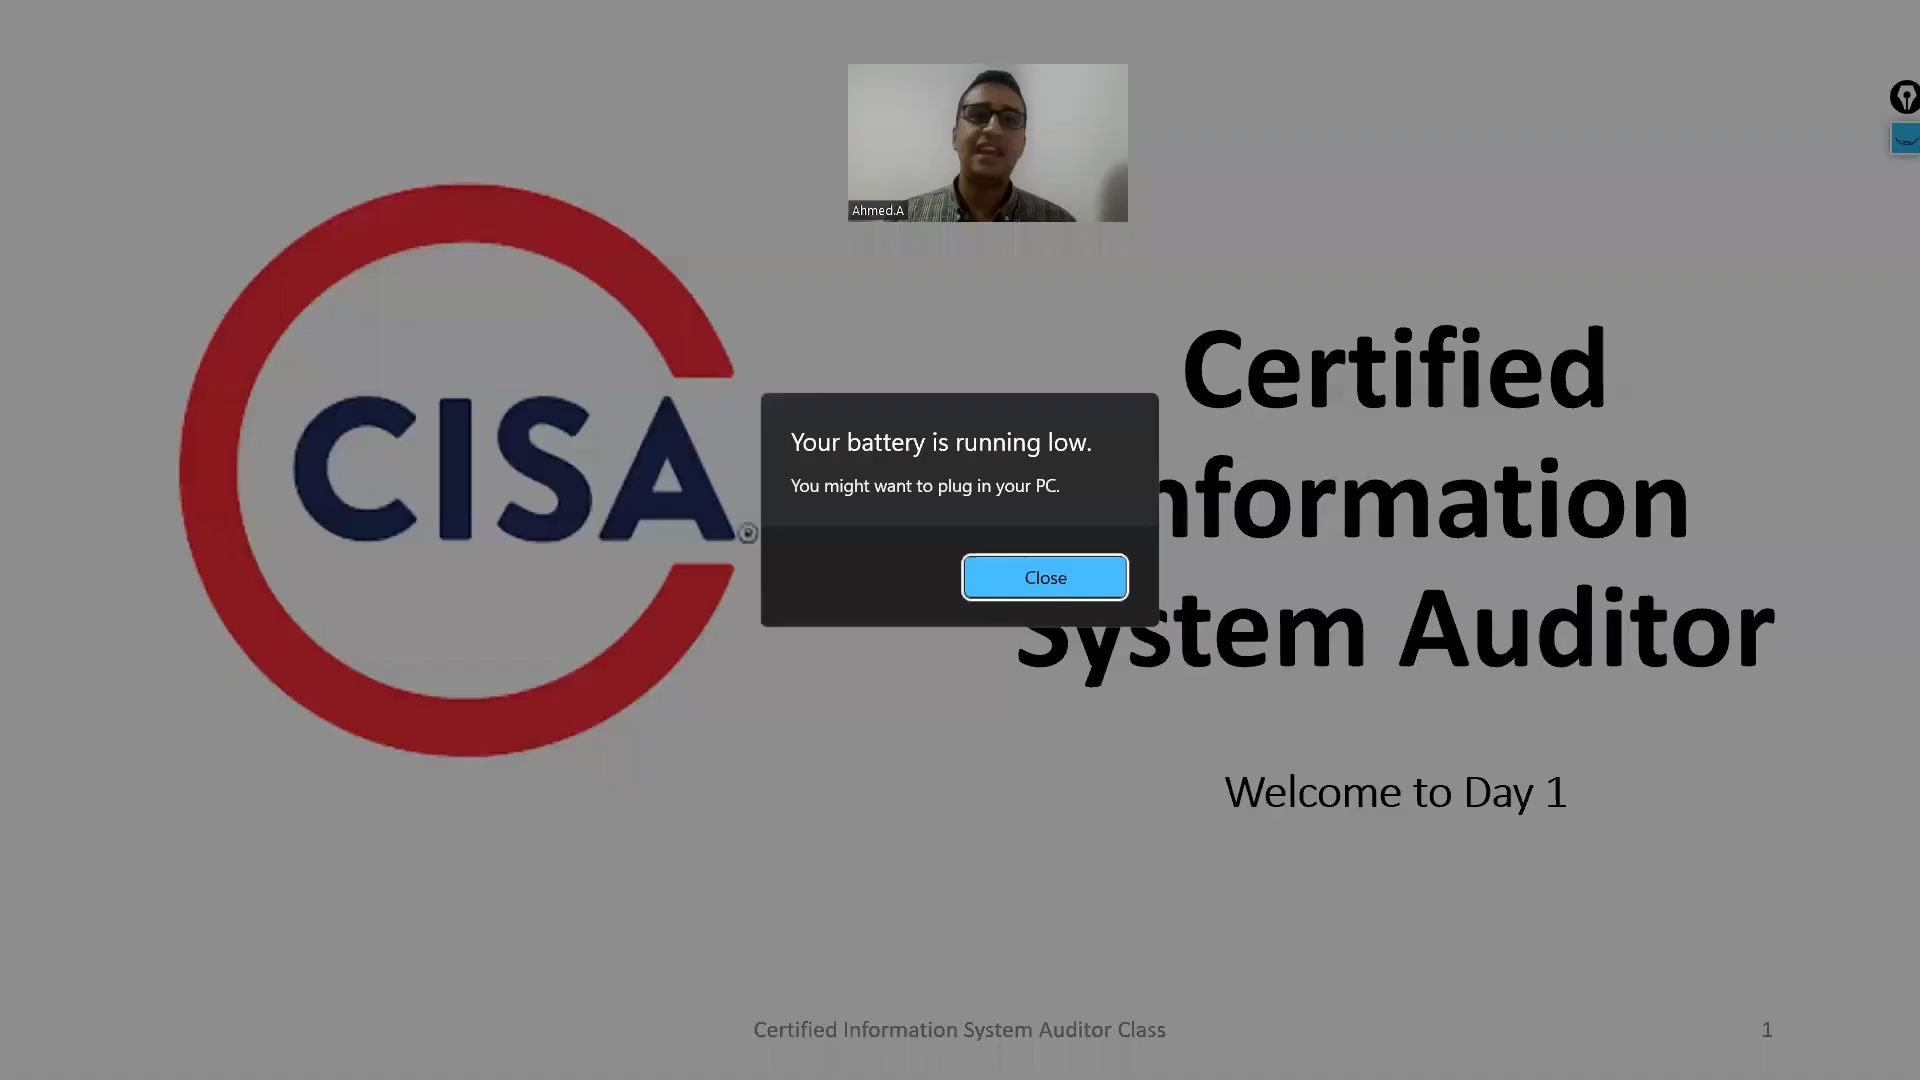 Ahmed.A
CISA®
Certified
nformation
System Auditor
Your battery is running low.
You might want to plug in your PC.
Close
Welcome to Day 1
Certified Information System Auditor Class
1